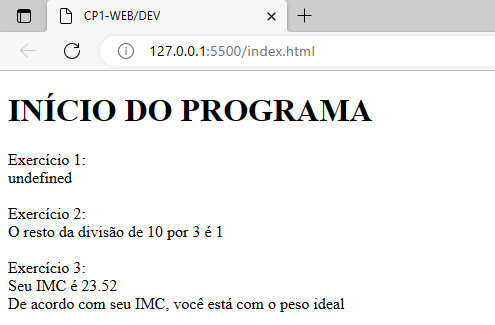 CP1-WEB/DEV
127.0.0.1:5500/index.html
INÍCIO DO PROGRAMA
Exercício 1:
undefined
Exercício 2:
O resto da divisão de 10 por 3 é 1
Exercício 3:
Seu IMC é 23.52
De acordo com seu IMC, você está com o peso ideal